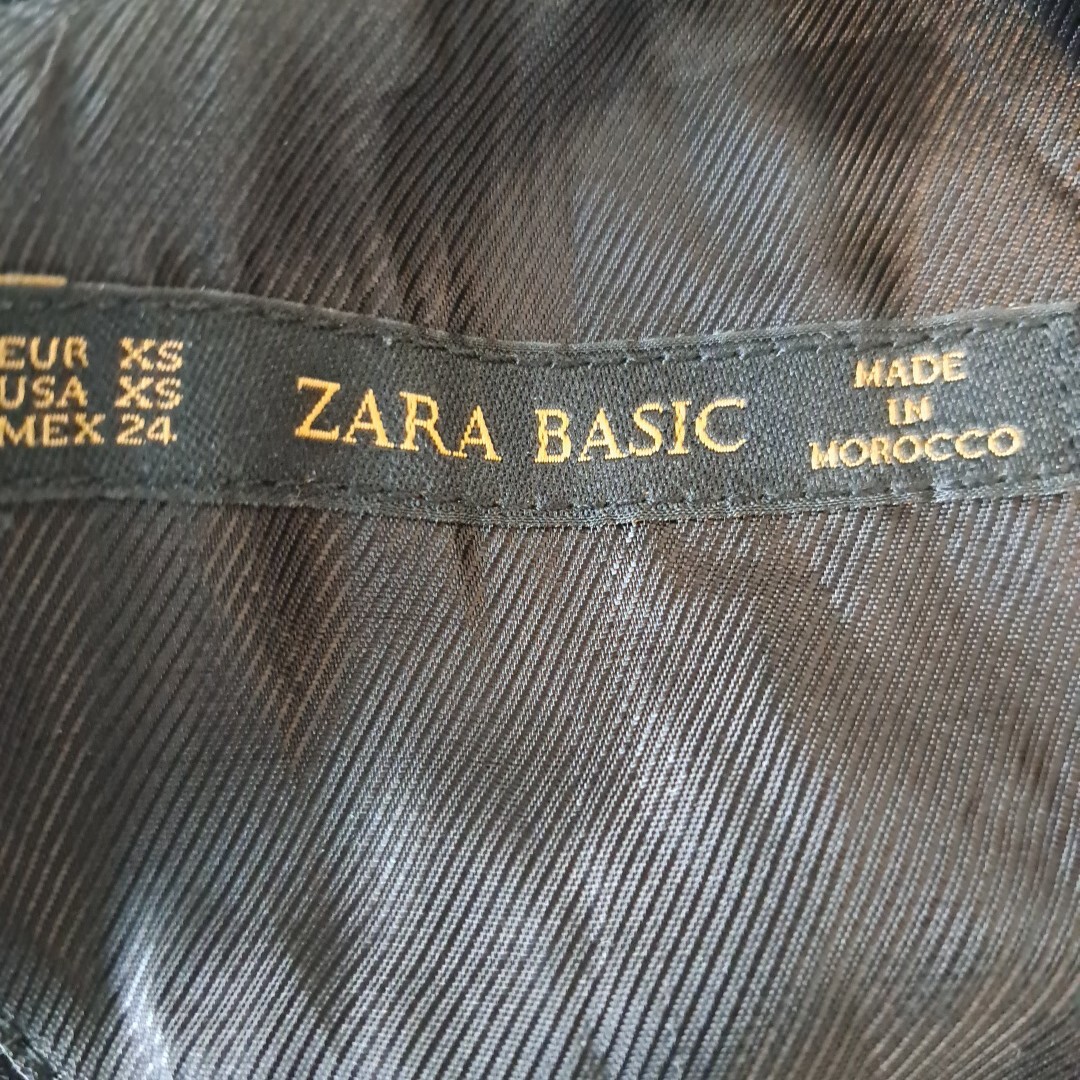 EUR XS
USA XS
MEX 24
ZARA BASIC
MADE
IN
MOROCCO